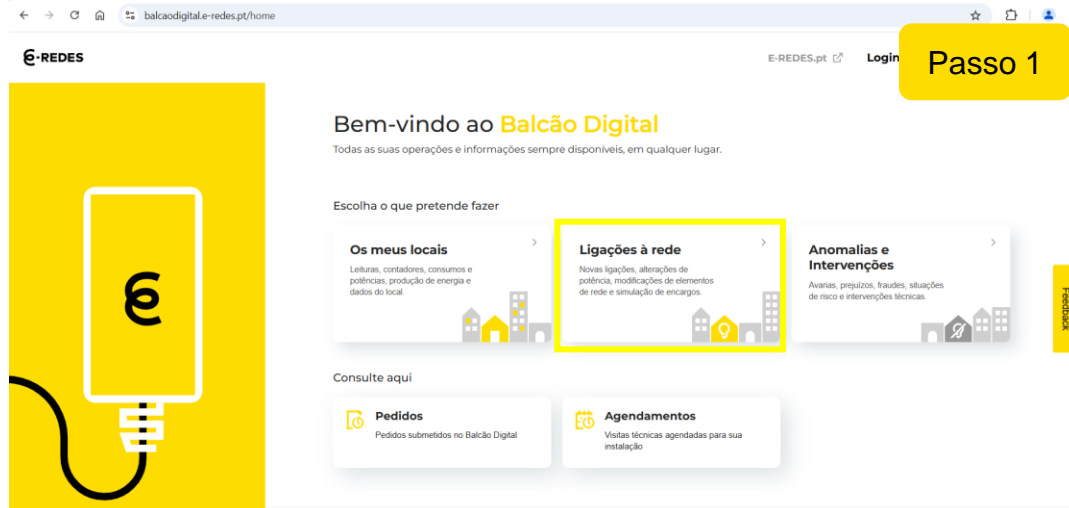 balcaodigital.e-redes.pt/home
E-REDES
E-REDES.pt
Login
Passo 1
Bem-vindo ao Balcão Digital
Todas as suas operações e informações sempre disponíveis, em qualquer lugar.
Escolha o que pretende fazer
Os meus locais
Leituras, contadores, consumos e
potências, produção de energia e
dados do local.
Ligações à rede
Novas ligações, alterações de
potência, modificações de elementos
de rede e simulação de encargos.
Anomalias e
Intervenções
Avarias, prejuízos, fraudes, situações
de risco e intervenções técnicas.
Feedback
Consulte aqui
Pedidos
Pedidos submetidos no Balcão Digital
Agendamentos
Visitas técnicas agendadas para sua
instalação